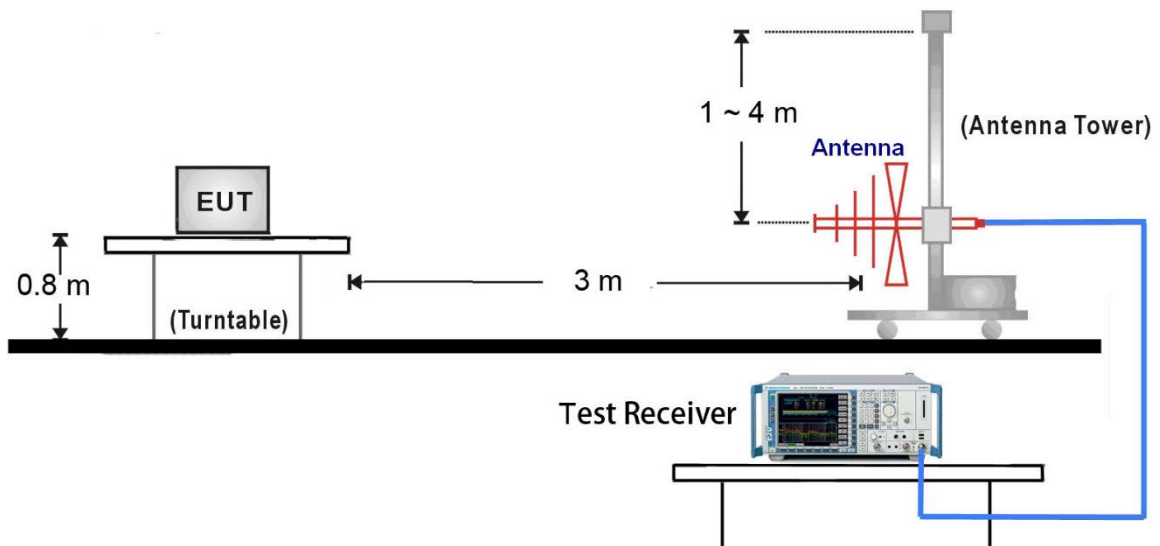 1 ~ 4 m
(Antenna Tower)
Antenna
EUT
0.8 m
3 m
(Turntable)
Test Receiver